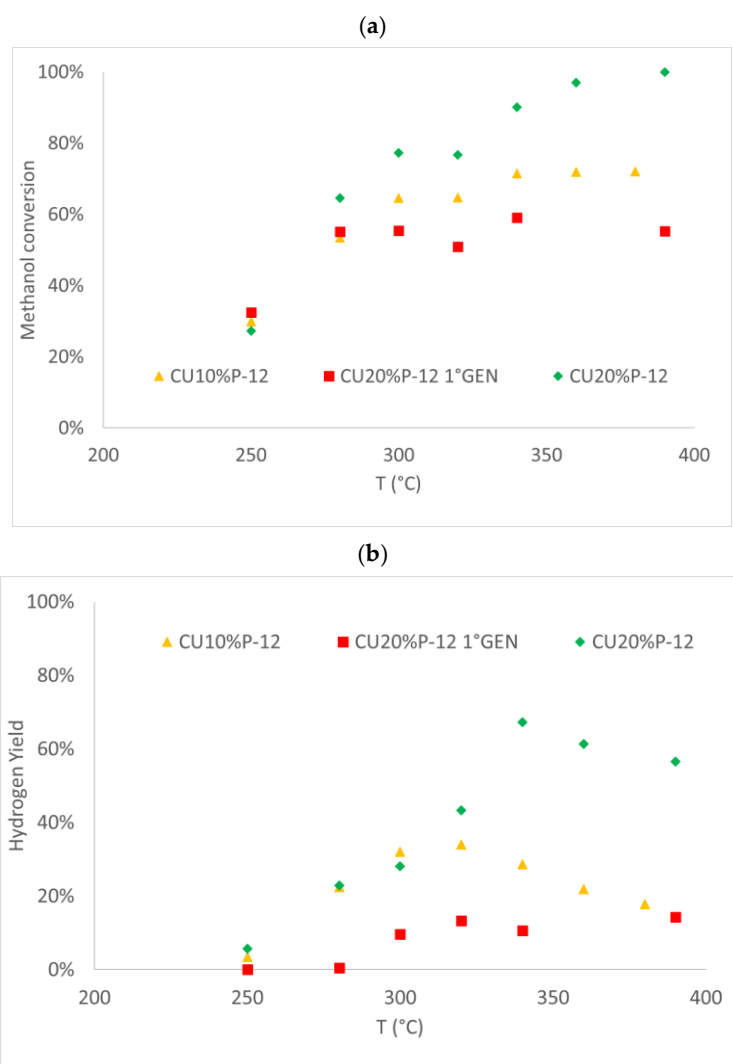 (a)
100%
80%
60%
40%
20%
0%
Methanol conversion
CU10%P-12 CU20%P-12 1°GEN CU20%P-12
200 250 300 350 400
T (°C)
(b)
100%
80%
60%
40%
20%
0%
Hydrogen Yield
CU10%P-12 CU20%P-12 1°GEN CU20%P-12
200 250 300 350 400
T (°C)